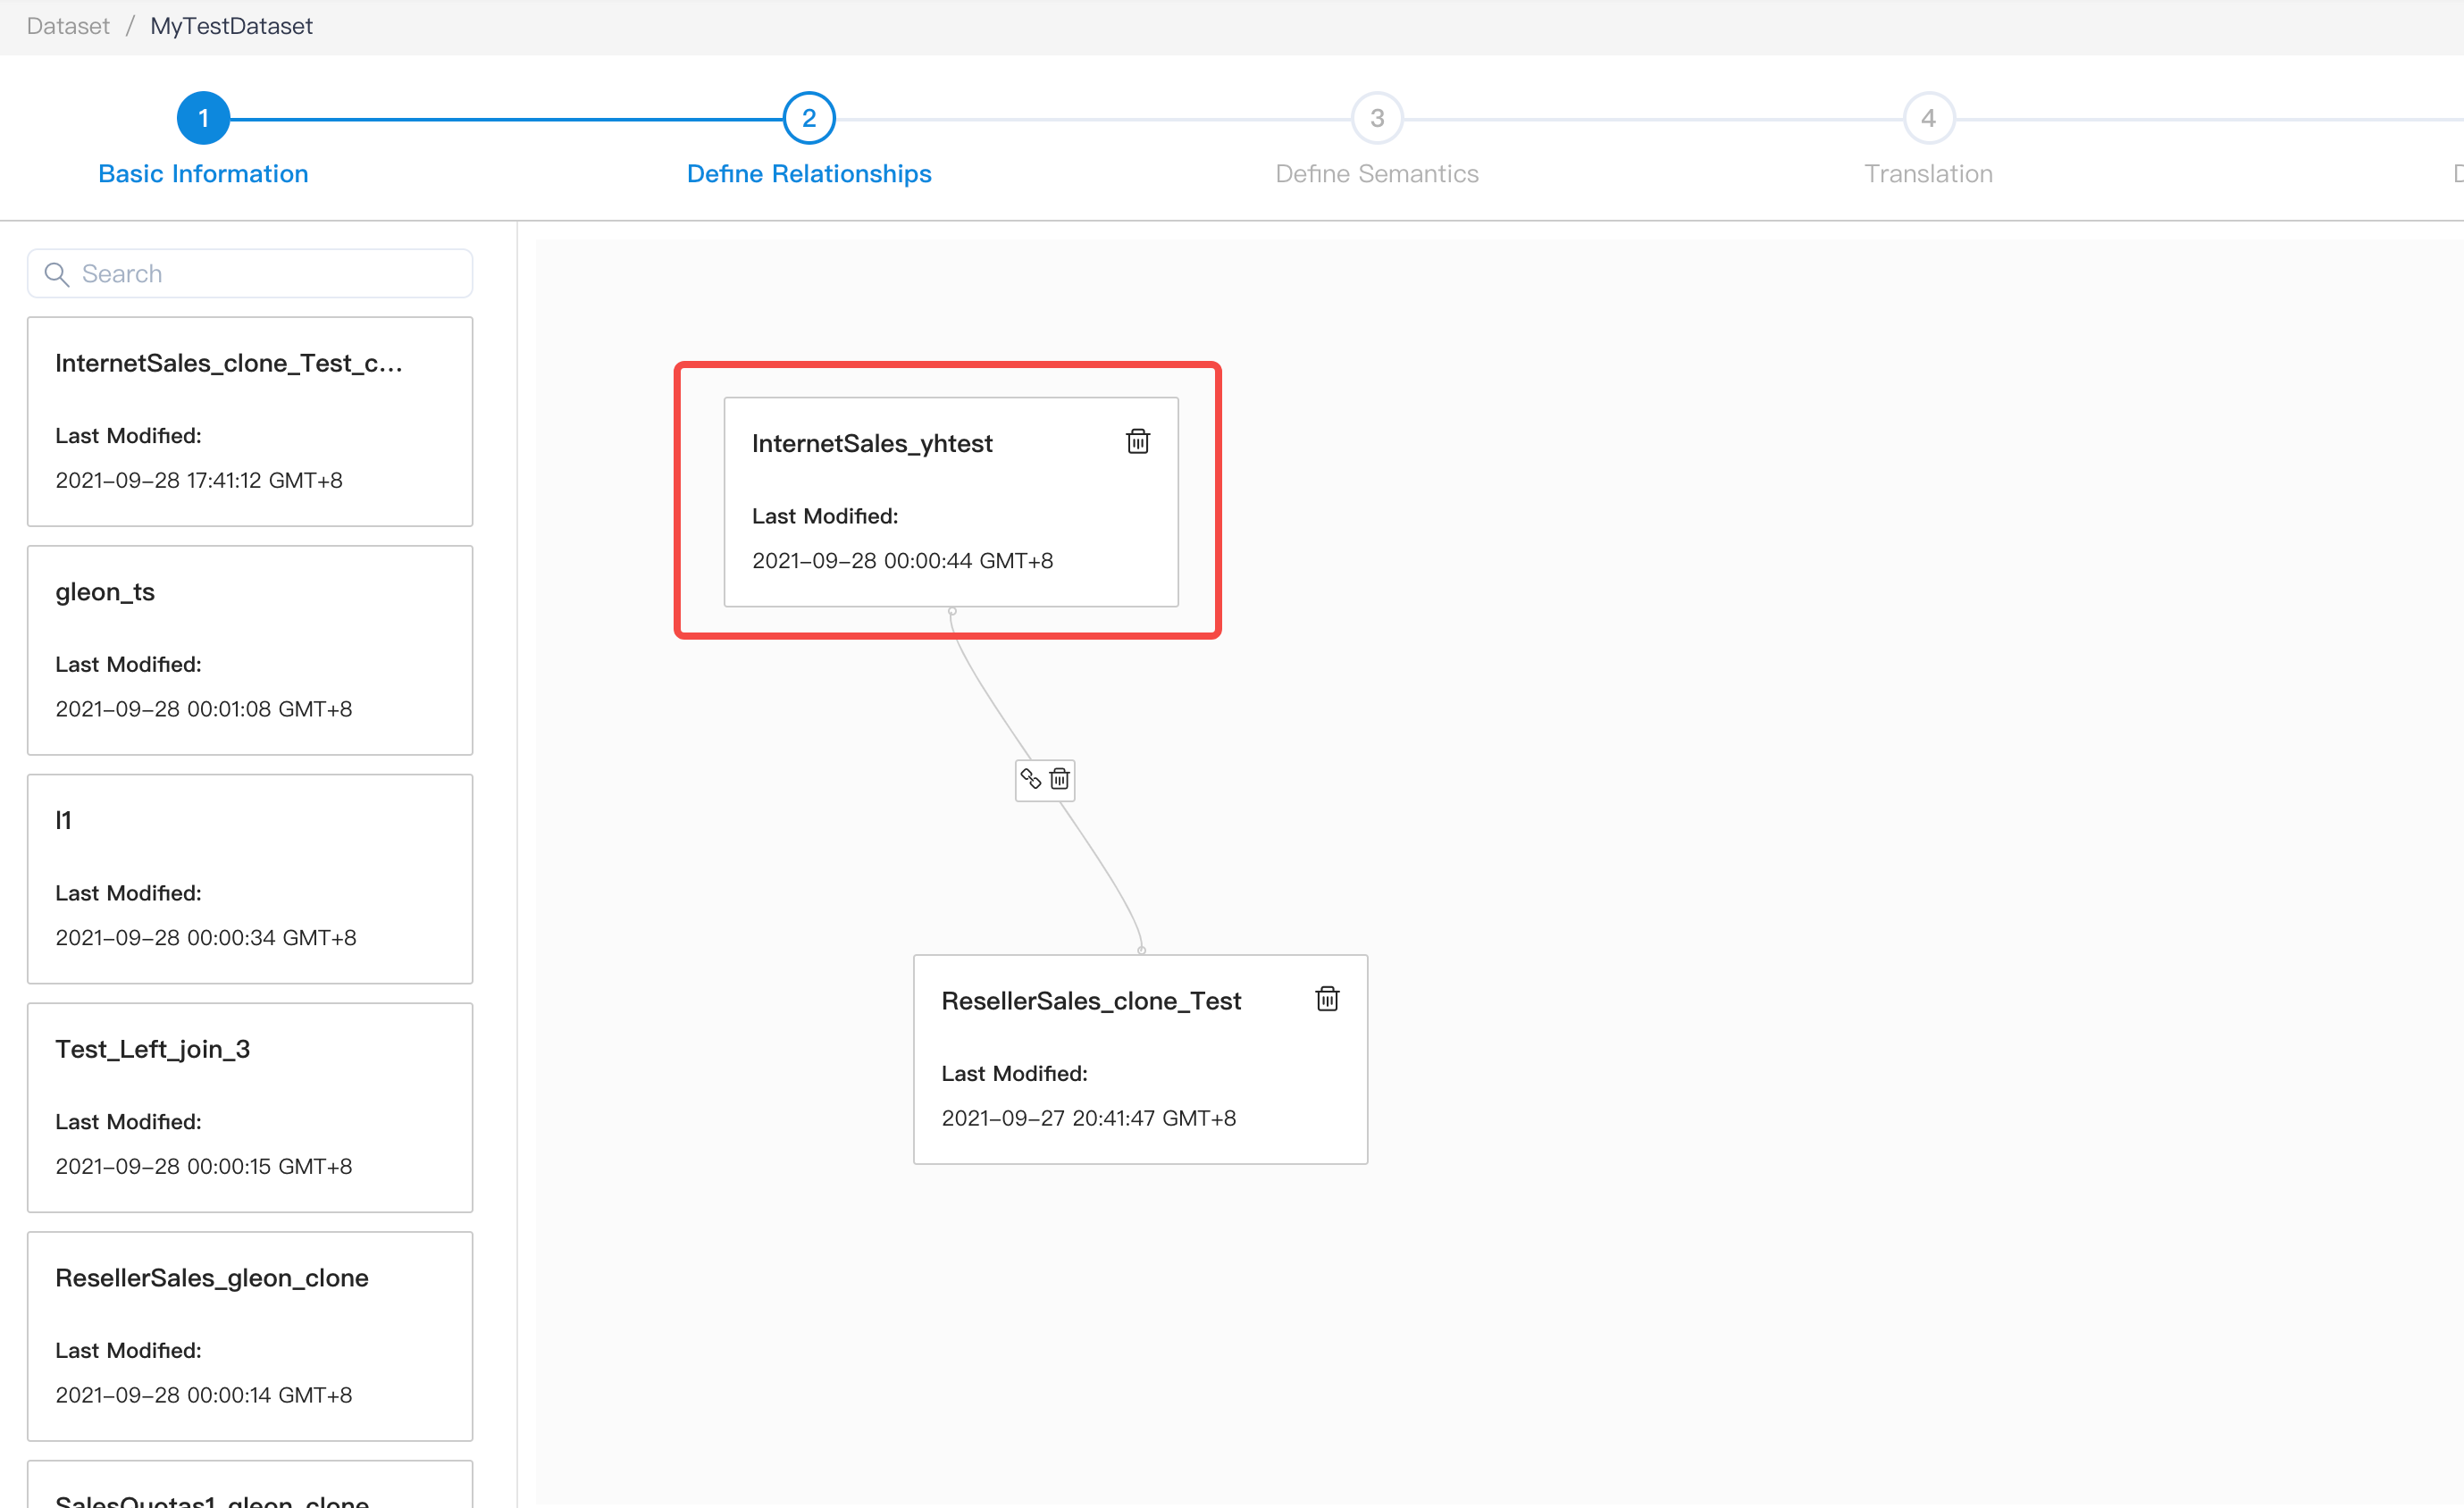 Dataset / MyTestDataset
1
2
3
4
Basic Information
Define Relationships
Define Semantics
Translation
Search
InternetSales_clone_Test_c...
Last Modified:
2021-09-28 17:41:12 GMT+8
gleon_ts
Last Modified:
2021-09-28 00:01:08 GMT+8
Last Modified:
2021-09-28 00:00:34 GMT+8
Test_Left_join_3
Last Modified:
2021-09-28 00:00:15 GMT+8
ResellerSales_gleon_clone
Last Modified:
2021-09-28 00:00:14 GMT+8
SalesQuotas1_gleon_clone
InternetSales_yhtest
Last Modified:
2021-09-28 00:00:44 GMT+8
ResellerSales_clone_Test
Last Modified:
2021-09-27 20:41:47 GMT+8